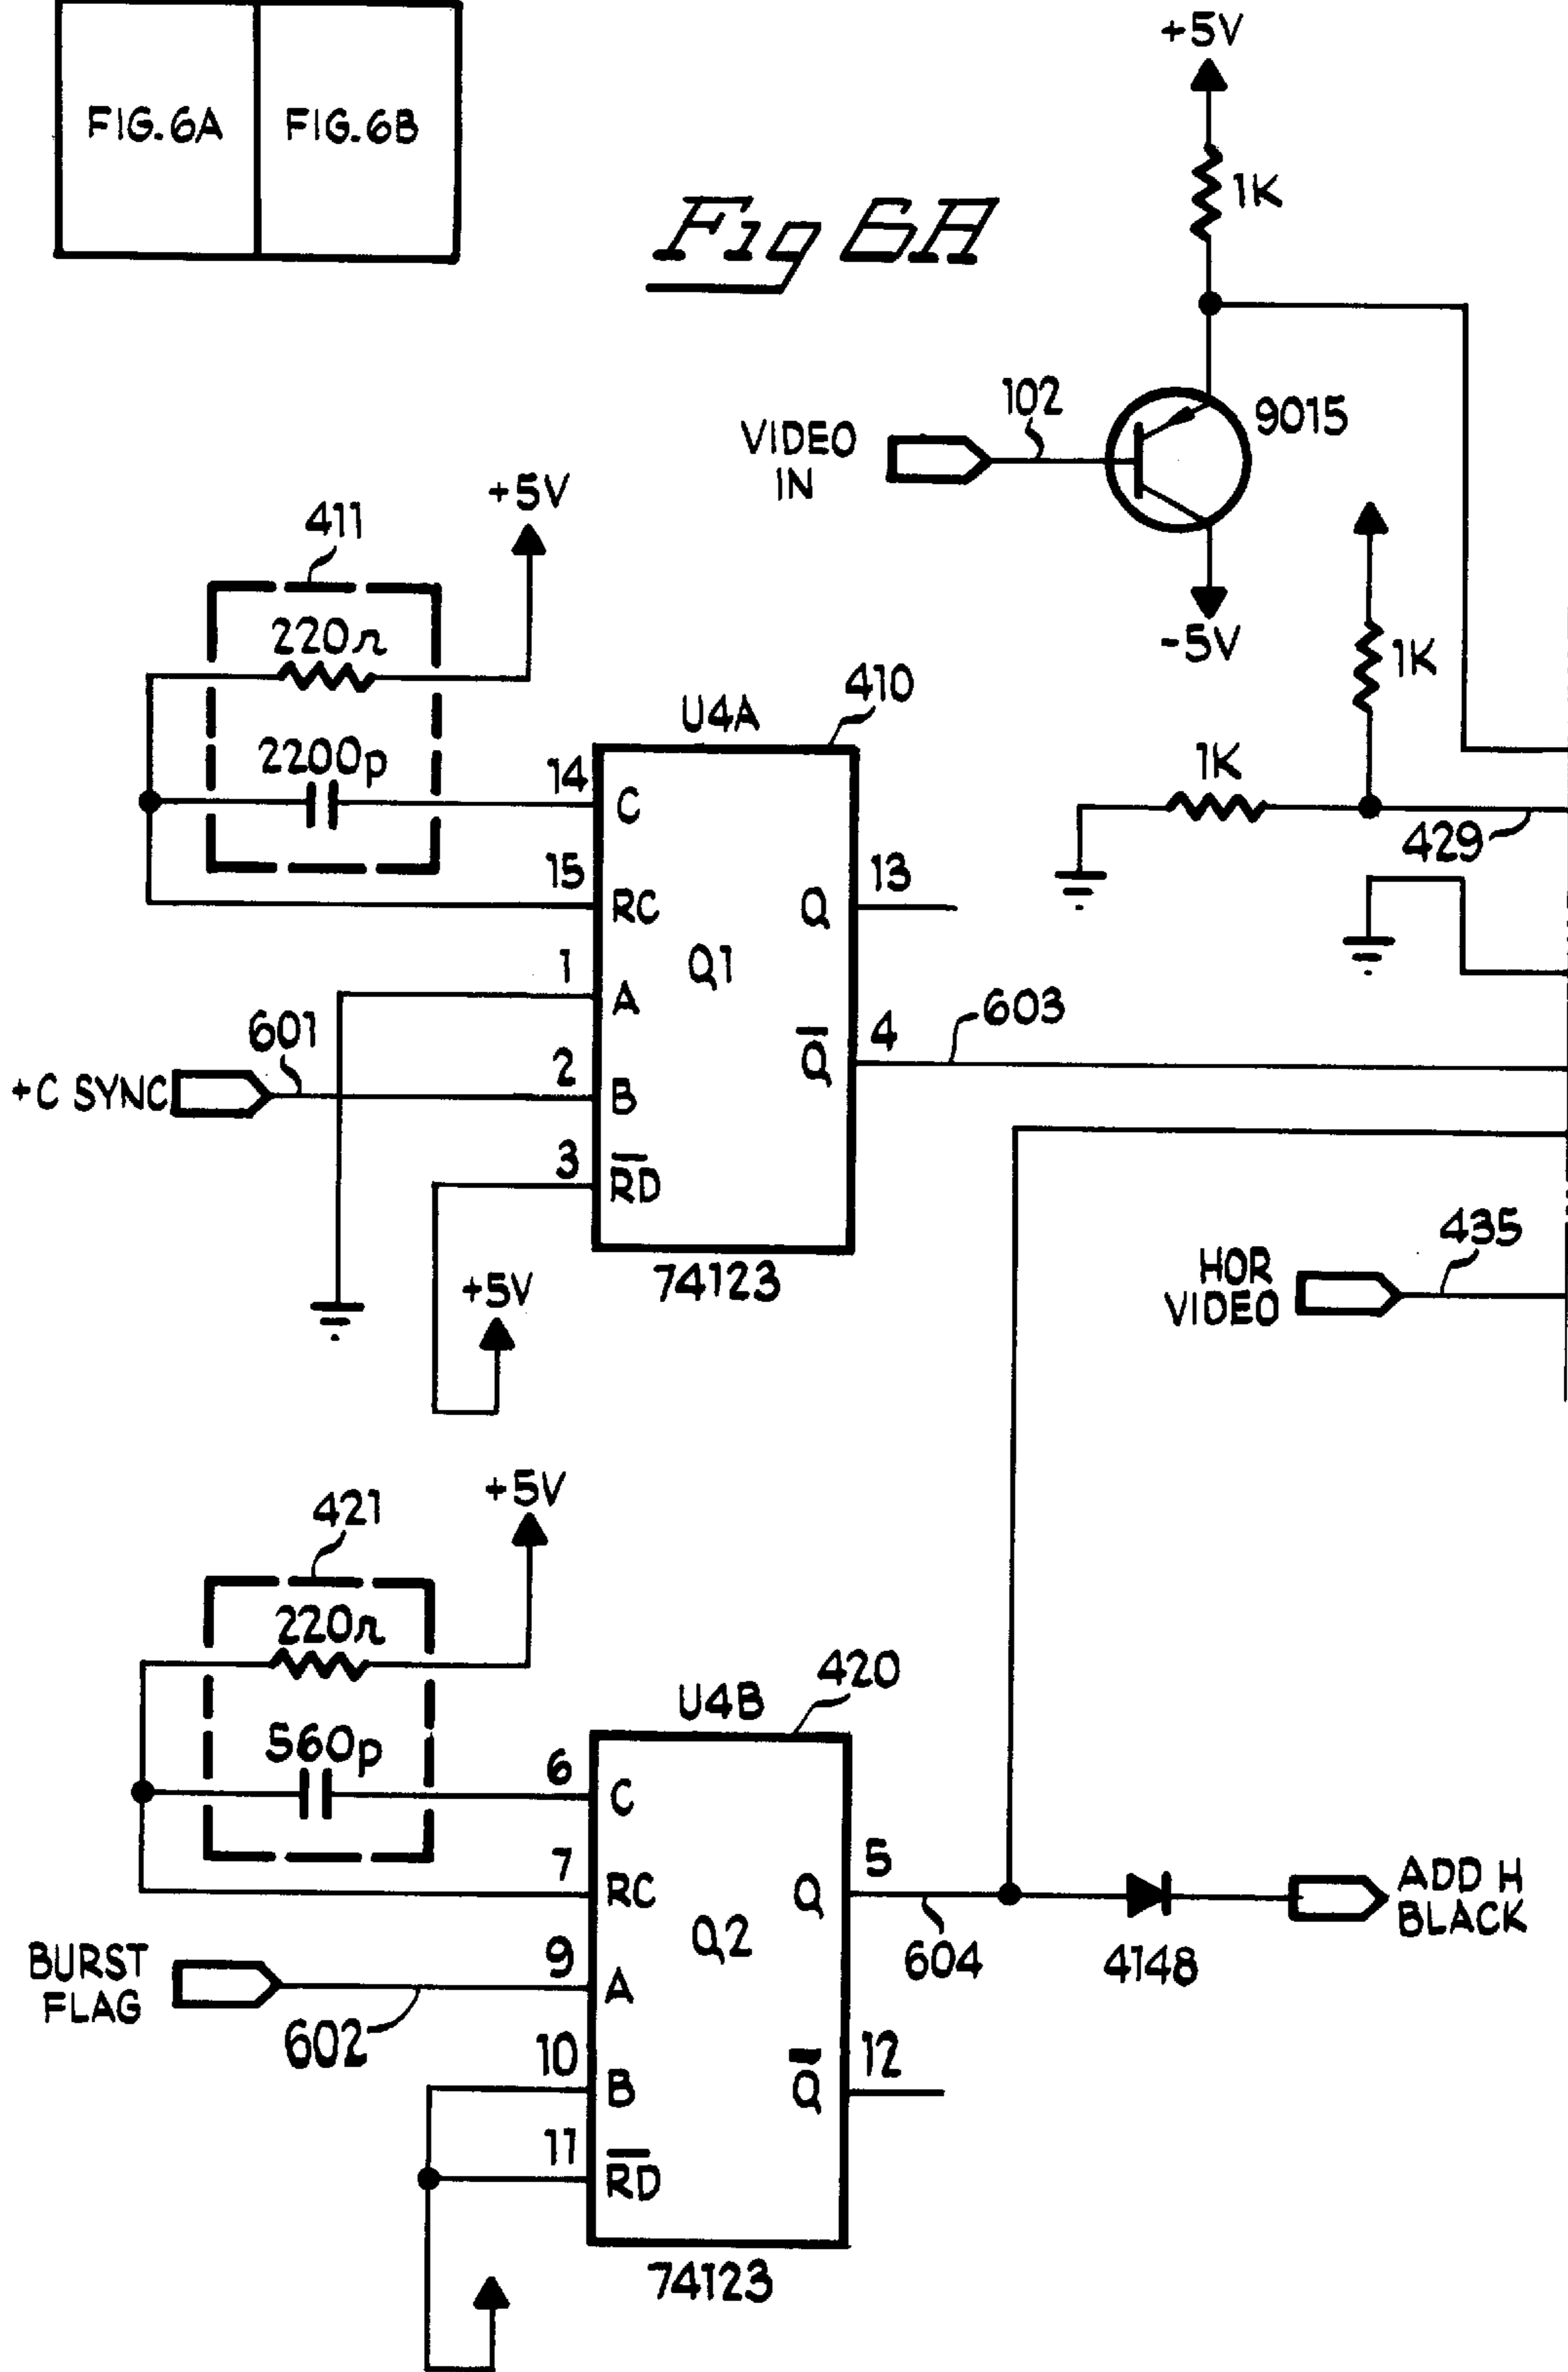 FIG.6A FIG.6B
Fig 6A
+5V
1K
102
9015
VIDEO
IN
-5V
411
+5V
220Ω
2200p
U4A
410
1K
1K
429
14
C
15
RC
Q
13
1
A
Q1
601
+C SYNC
2
B
Q
4
603
3
RD
+5V
74123
HOR
VIDEO
435
421
+5V
220Ω
560p
U4B
420
6
C
7
RC
Q
5
604
4148
ADD H
BLACK
BURST
FLAG
602
9
A
Q2
10
B
Q
12
11
RD
74123